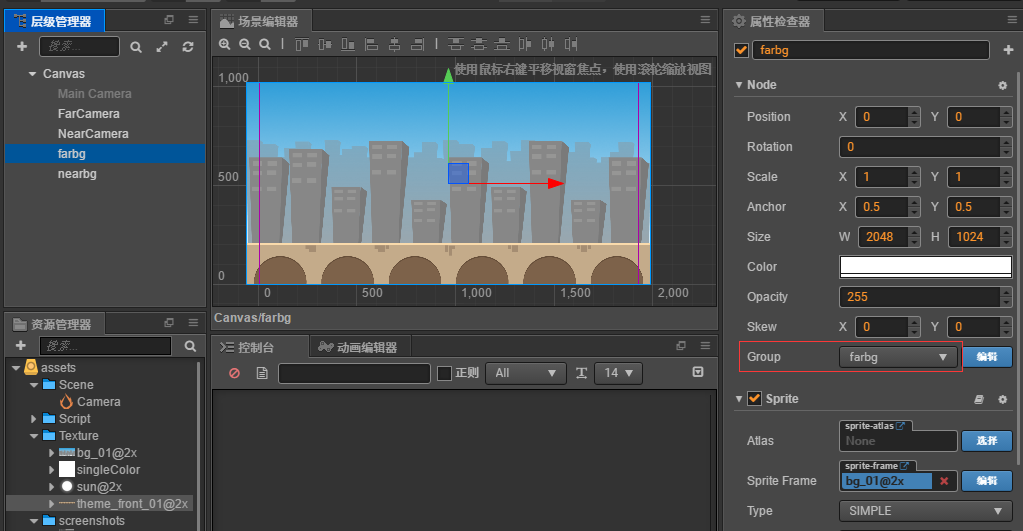 层级管理器
搜索...
Canvas
Main Camera
FarCamera
NearCamera
farbg
nearbg
资源管理器
搜索...
assets
Scene
Camera
Script
Texture
bg_01@2x
singleColor
sun@2x
theme_front_01@2x
screenshots
场景编辑器
使用鼠标右键平移视窗焦点，使用滚轮缩放视图
1,000
500
0
0
500
1,000
1,500
2,000
Canvas/farbg
控制台
动画编辑器
正则
All
14
属性检查器
farbg
Node
Position X 0 Y 0
Rotation 0
Scale X 1 Y 1
Anchor X 0.5 Y 0.5
Size W 2048 H 1024
Color
Opacity 255
Skew X 0 Y 0
Group farbg 编辑
Sprite
sprite-atlas
Atlas None 选择
sprite-frame
Sprite Frame bg_01@2x 编辑
Type SIMPLE